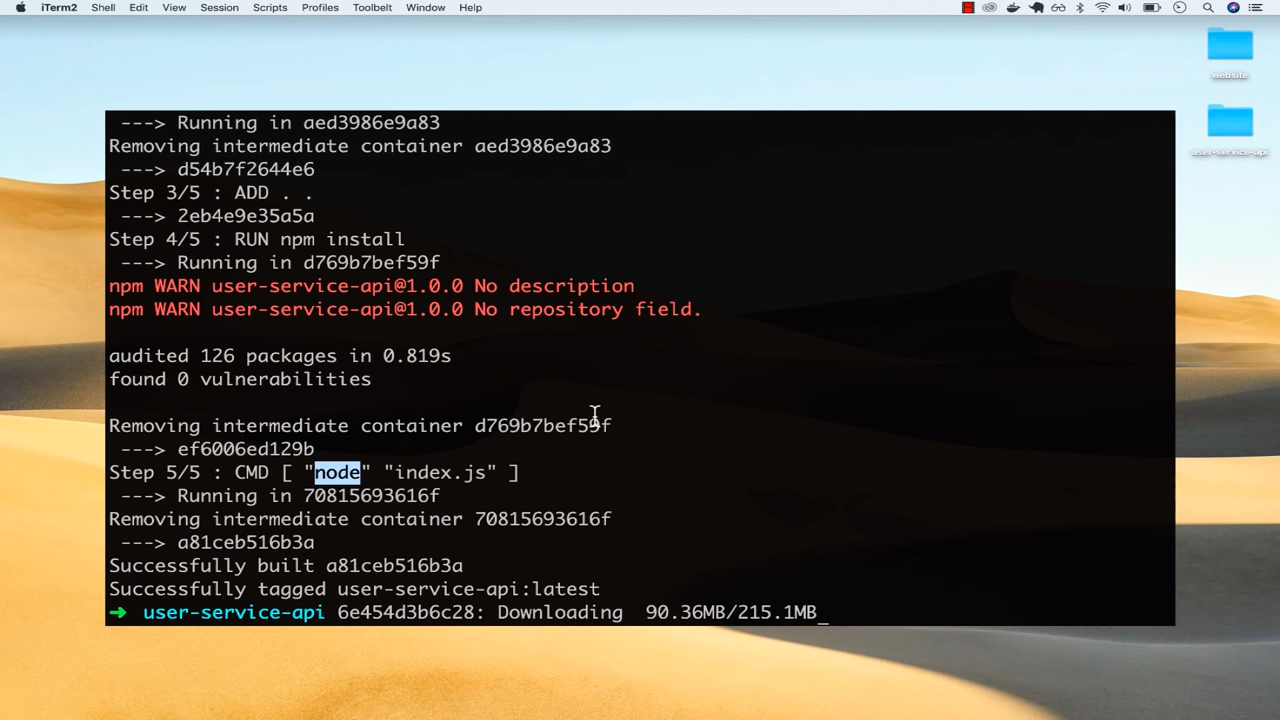 iTerm2 Shell Edit View Session Scripts Profiles Toolbelt Window Help
website
user-service-api
---> Running in aed3986e9a83
Removing intermediate container aed3986e9a83
---> d54b7f2644e6
Step 3/5 : ADD . .
---> 2eb4e9e35a5a
Step 4/5 : RUN npm install
---> Running in d769b7bef59f
npm WARN user-service-api@1.0.0 No description
npm WARN user-service-api@1.0.0 No repository field.
audited 126 packages in 0.819s
found 0 vulnerabilities
Removing intermediate container d769b7bef59f
---> ef6006ed129b
Step 5/5 : CMD [ "node" "index.js" ]
---> Running in 70815693616f
Removing intermediate container 70815693616f
---> a81ceb516b3a
Successfully built a81ceb516b3a
Successfully tagged user-service-api:latest
➜ user-service-api 6e454d3b6c28: Downloading 90.36MB/215.1MB_